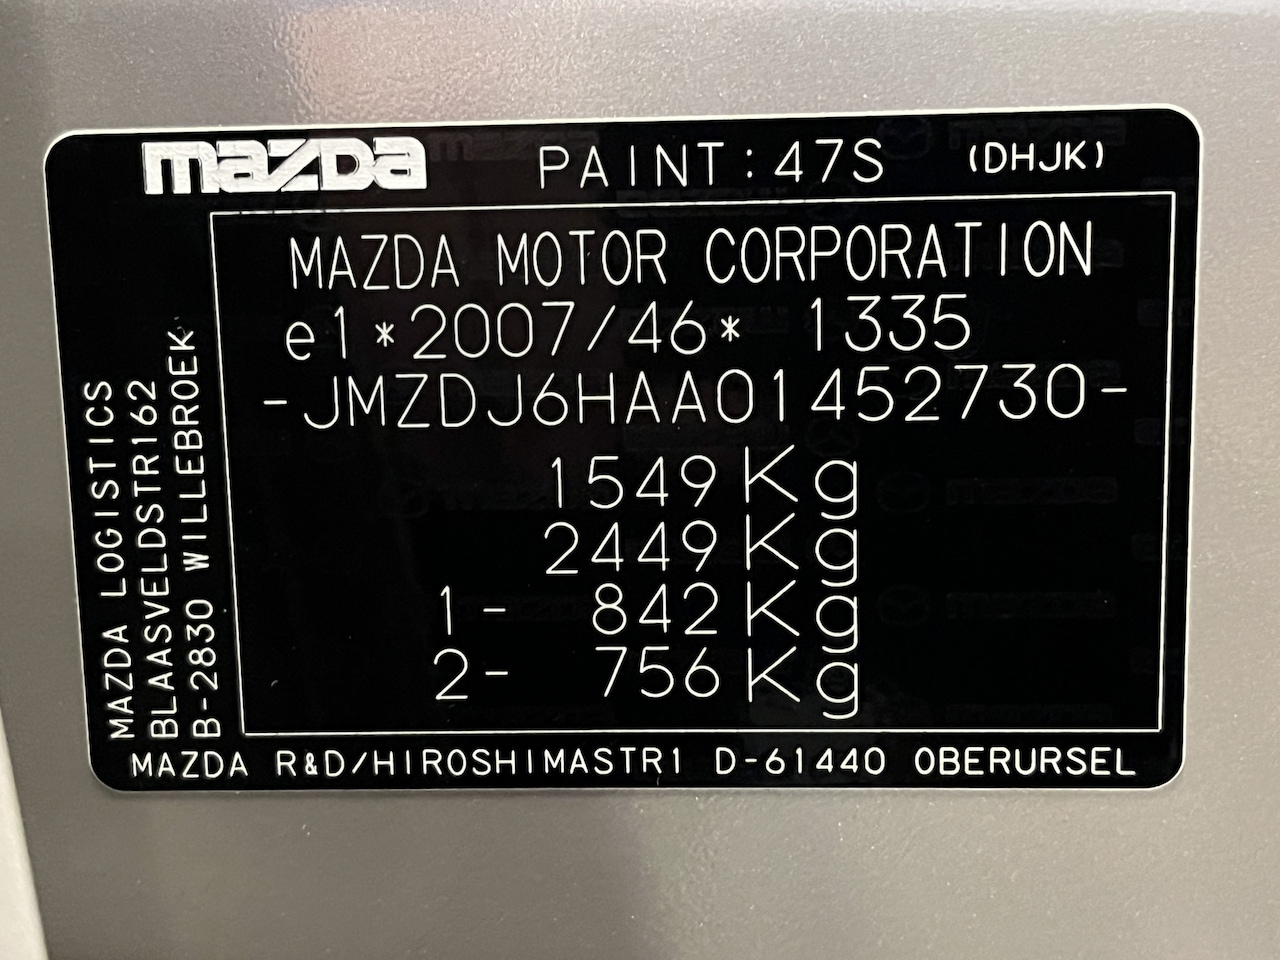 mazda PAINT:47S (DHJK)
MAZDA MOTOR CORPORATION
e1*2007/46* 1335
-JMZDJ6HAA01452730-
1549Kg
2449Kg
1- 842Kg
2- 756Kg
MAZDA LOGISTICS
BLAASVELDSTR162
B-2830 WILLEBROEK
MAZDA R&D/HIROSHIMASTR1 D-61440 OBERURSEL